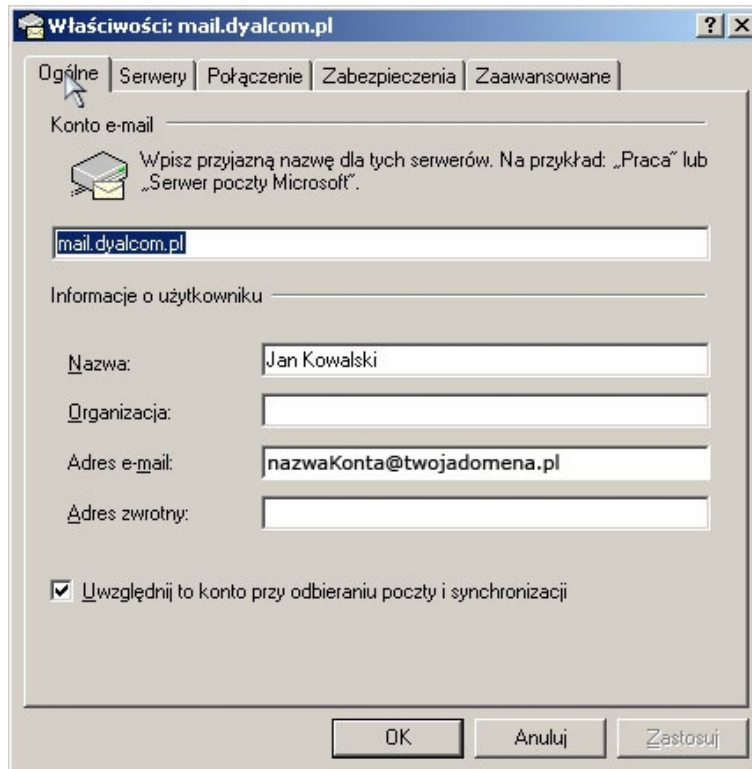 Właściwości: mail.dyalcom.pl
Ogólne Serwery Połączenie Zabezpieczenia Zaawansowane
Konto e-mail
Wpisz przyjazną nazwę dla tych serwerów. Na przykład: „Praca” lub
„Serwer poczty Microsoft”.
mail.dyalcom.pl
Informacje o użytkowniku
Nazwa: Jan Kowalski
Organizacja:
Adres e-mail: nazwaKonta@twojadomena.pl
Adres zwrotny:
Uwzględnij to konto przy odbieraniu poczty i synchronizacji
OK Anuluj Zastosuj